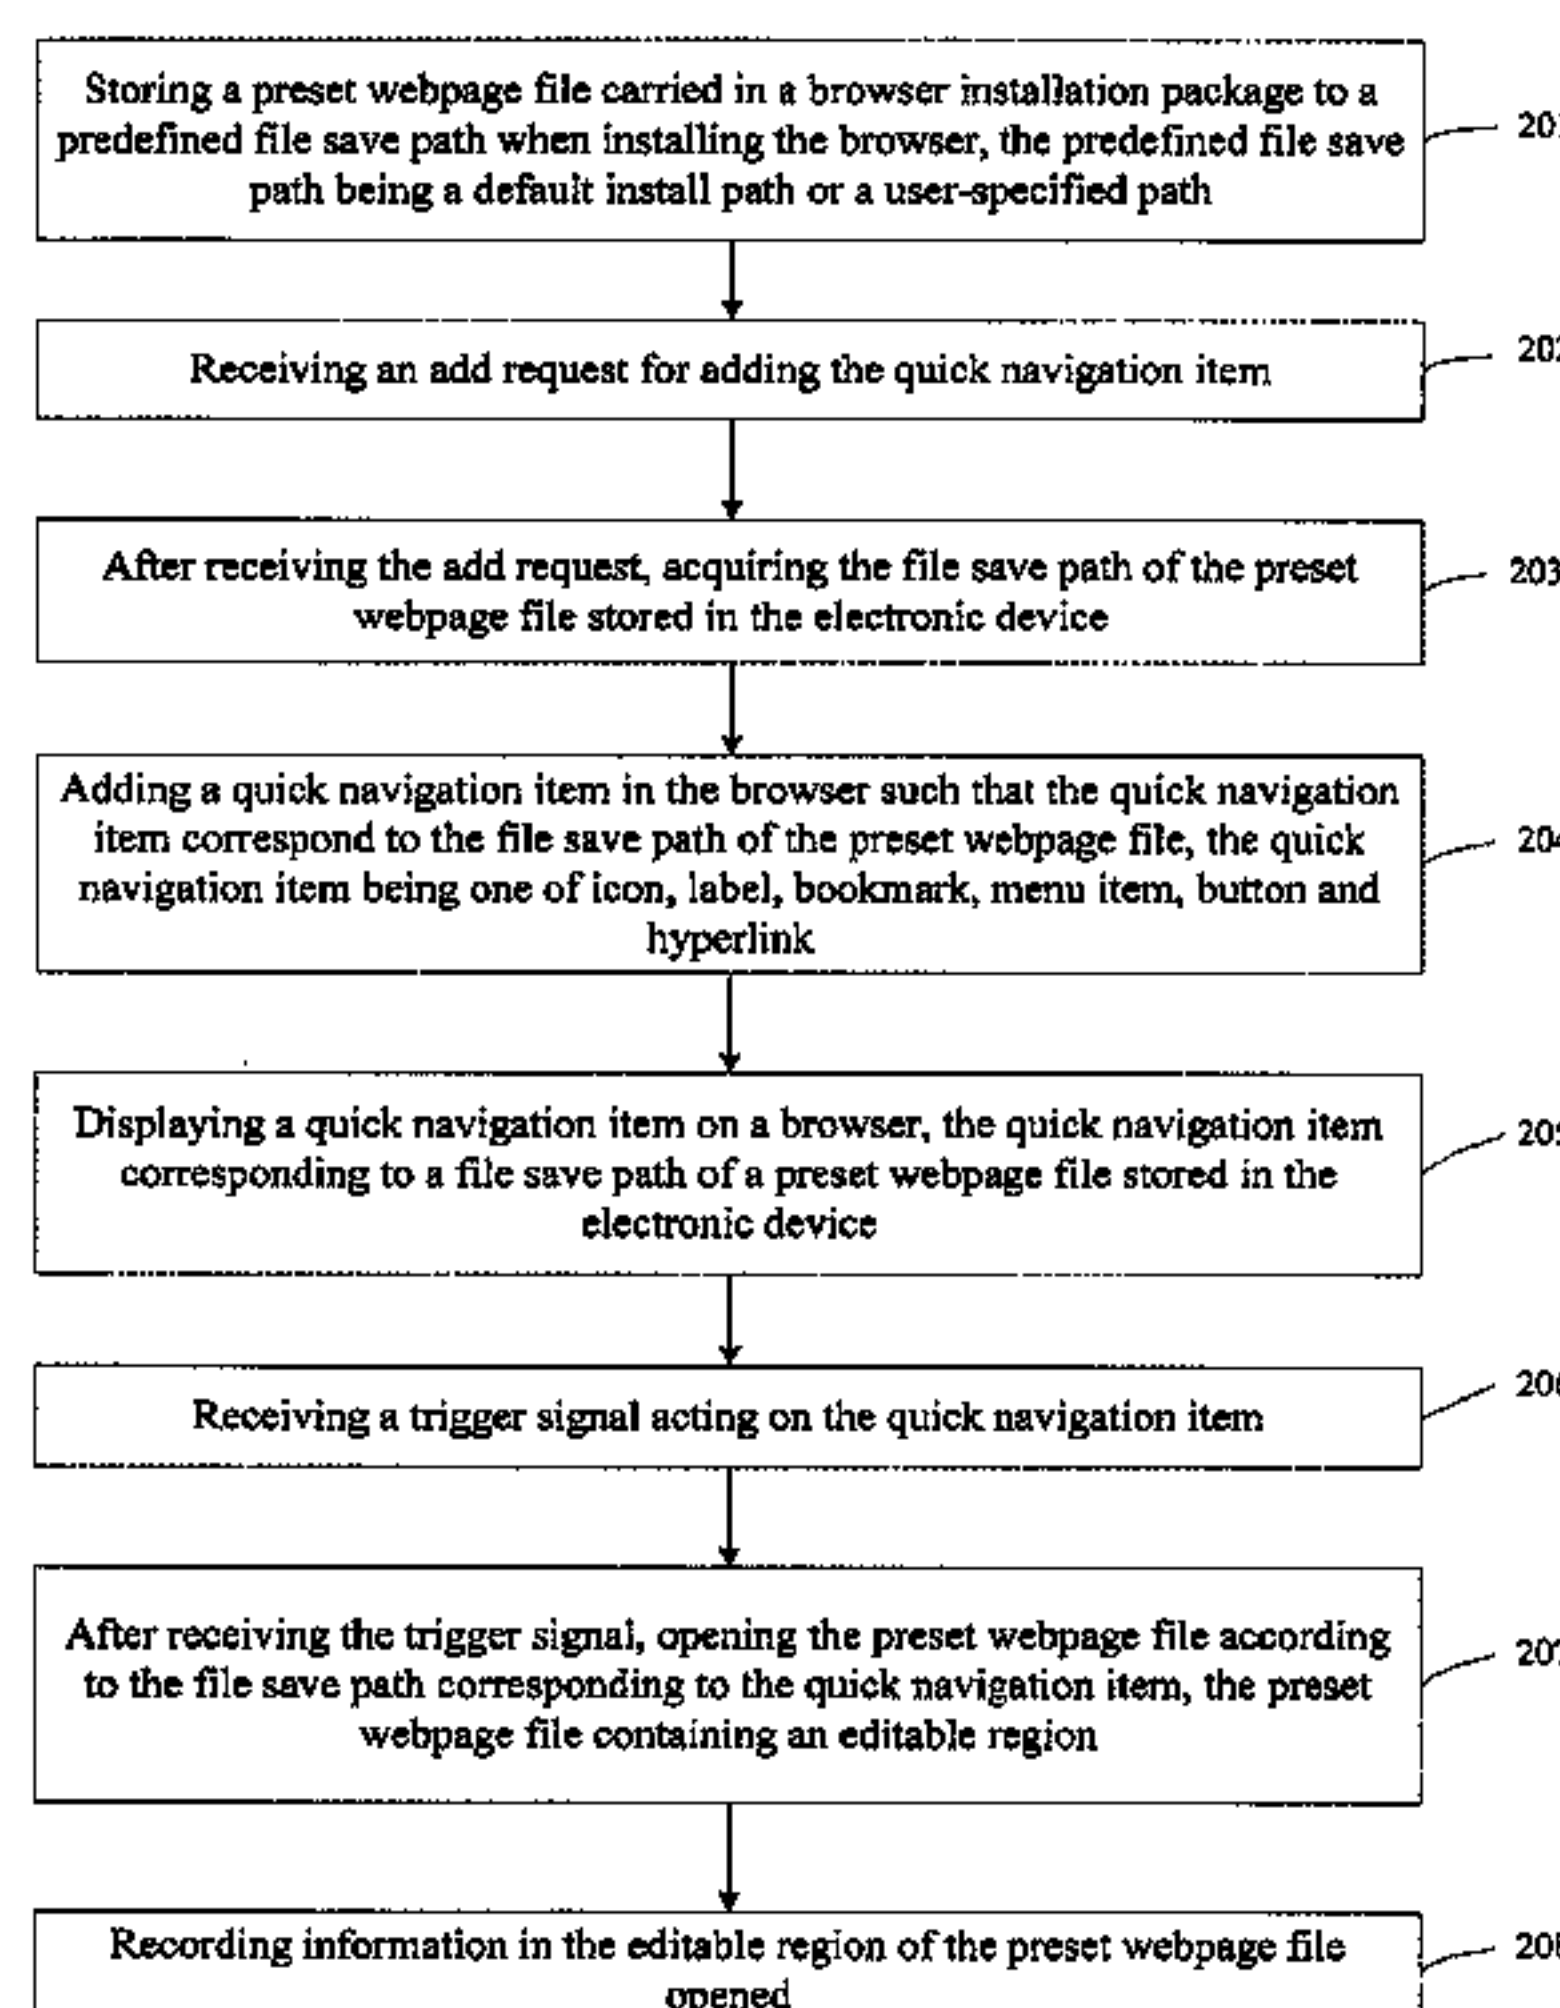 Storing a preset webpage file carried in a browser installation package to a
predefined file save path when installing the browser, the predefined file save
path being a default install path or a user-specified path
Receiving an add request for adding the quick navigation item
202
After receiving the add request, acquiring the file save path of the preset
webpage file stored in the electronic device
203
Adding a quick navigation item in the browser such that the quick navigation
item correspond to the file save path of the preset webpage file, the quick
navigation item being one of icon, label, bookmark, menu item, button and
hyperlink
204
Displaying a quick navigation item on a browser, the quick navigation item
corresponding to a file save path of a preset webpage file stored in the
electronic device
Receiving a trigger signal acting on the quick navigation item
After receiving the trigger signal, opening the preset webpage file according
to the file save path corresponding to the quick navigation item, the preset
webpage file containing an editable region
Recording information in the editable region of the preset webpage file
opened